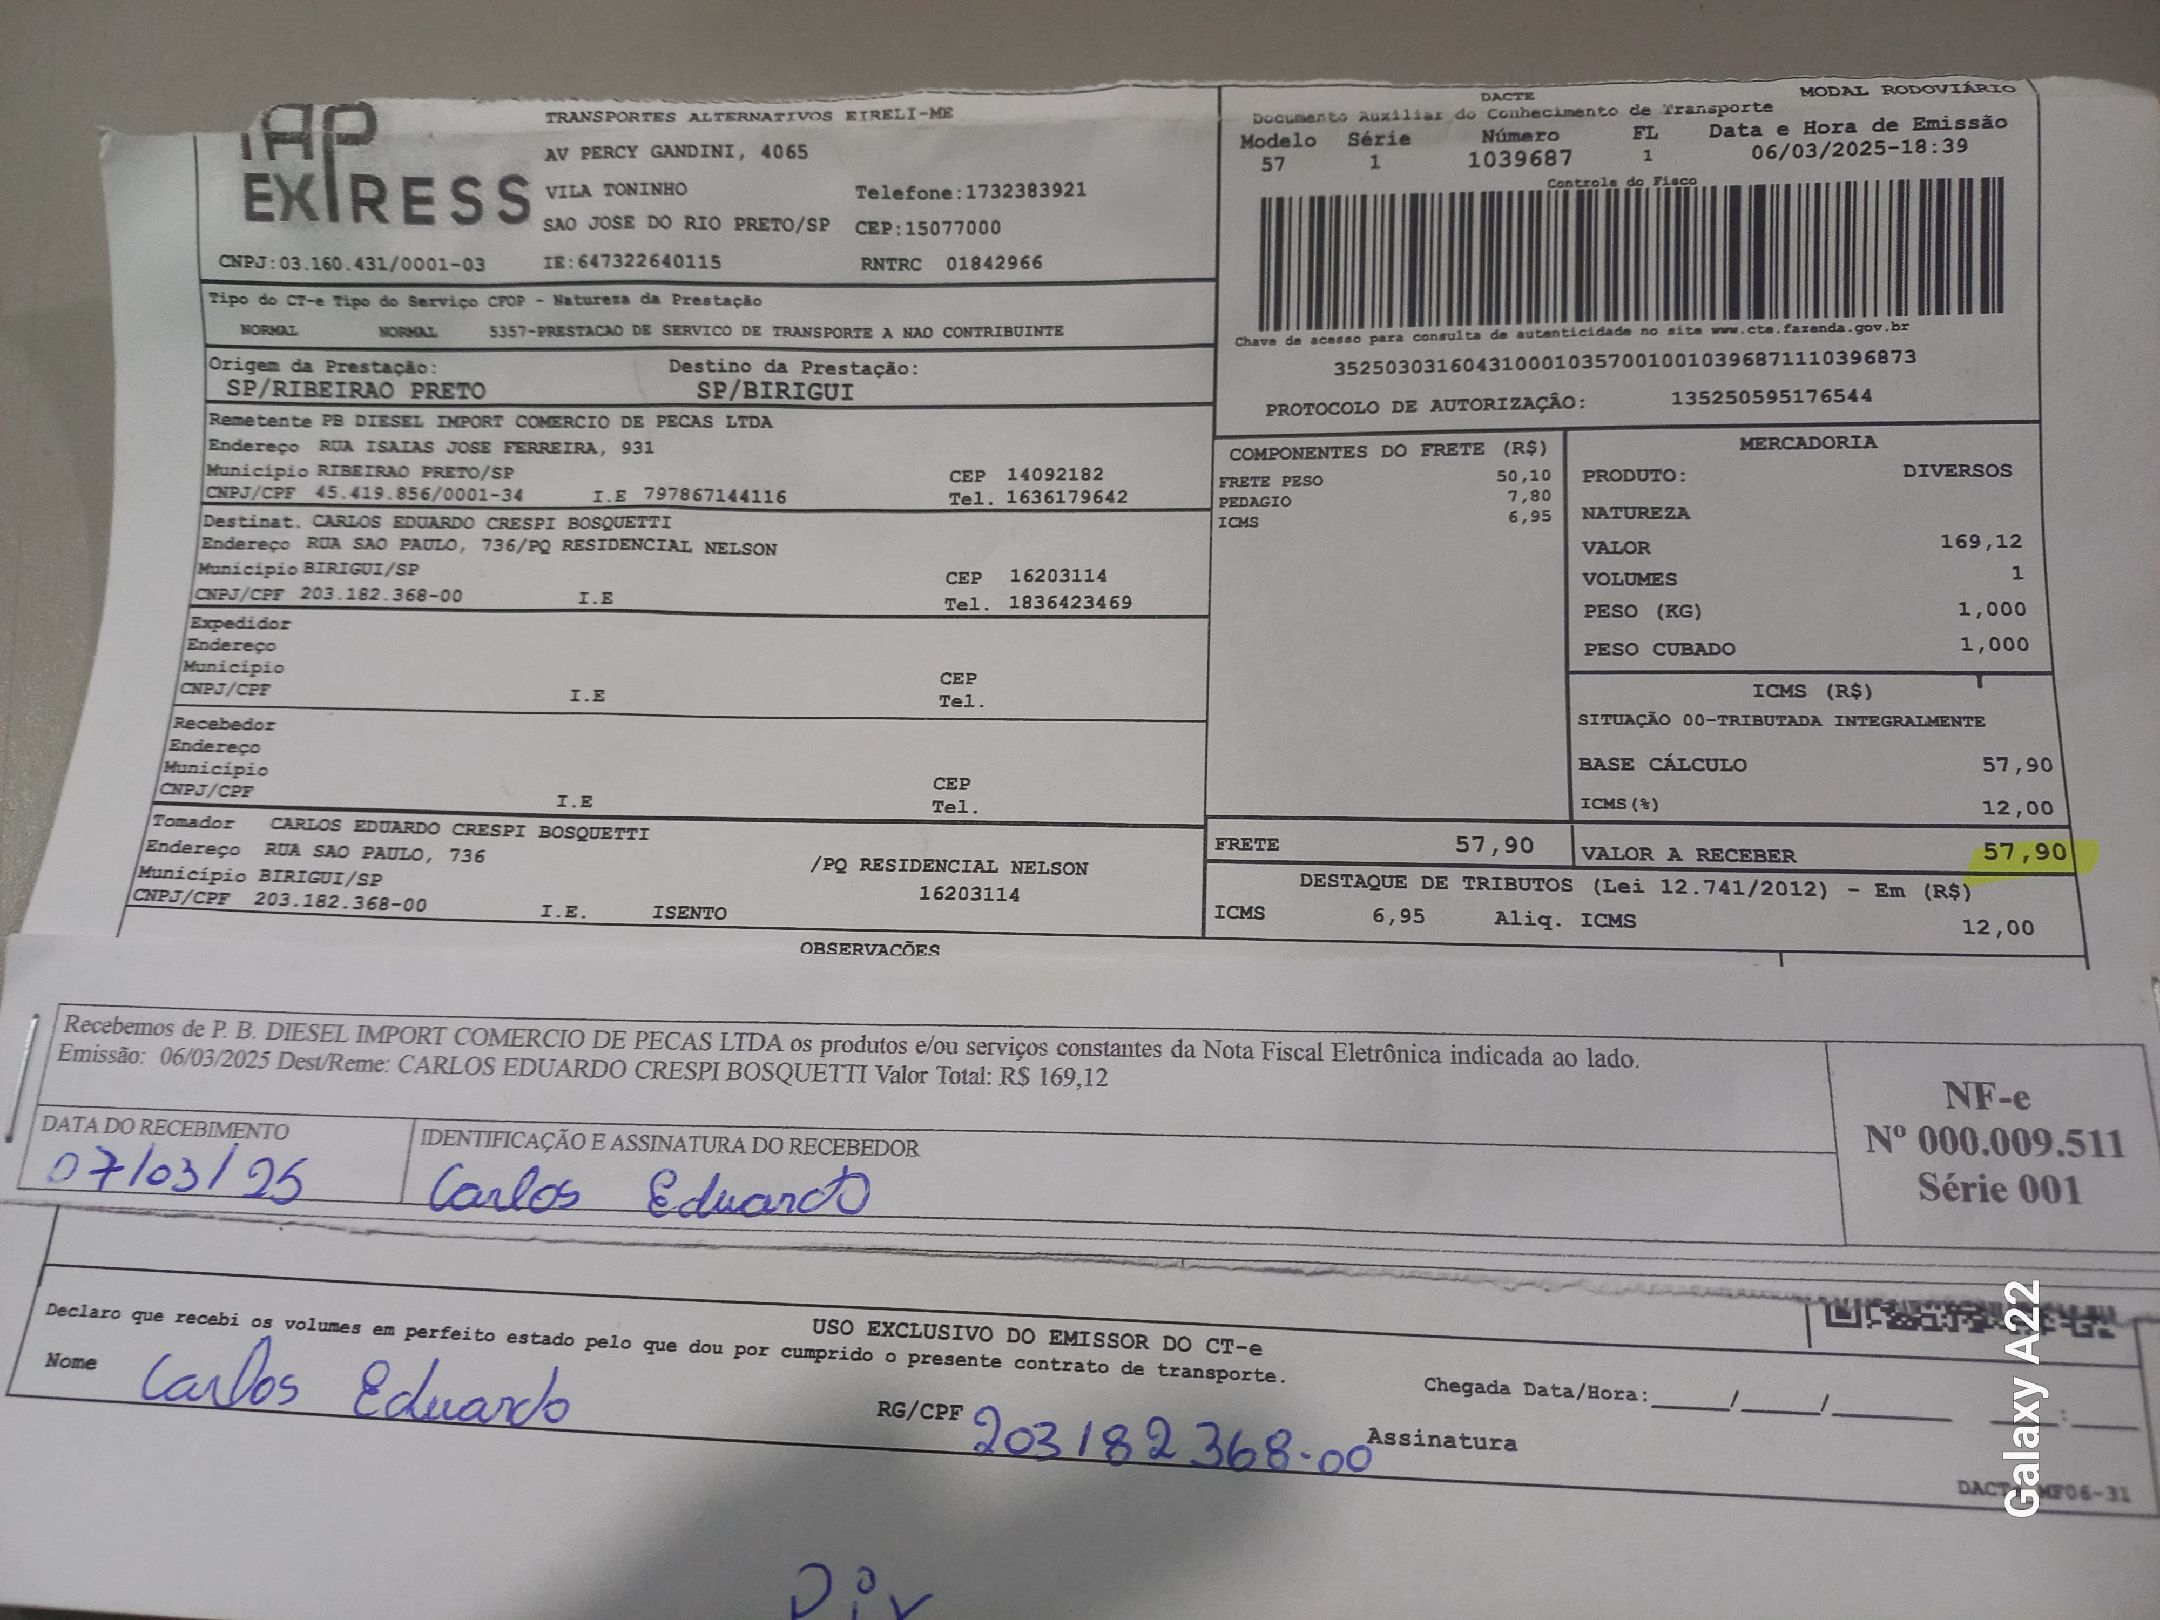 TAP
EXPRESS
TRANSPORTES ALTERNATIVOS EIRELI-ME
AV PERCY GANDINI, 4065
VILA TONINHO Telefone:1732383921
SAO JOSE DO RIO PRETO/SP CEP:15077000
CNPJ:03.160.431/0001-03 IE:647322640115 RNTRC 01842966
Tipo do CT-e Tipo do Serviço CFOP - Natureza da Prestação
NORMAL NORMAL 5357-PRESTACAO DE SERVICO DE TRANSPORTE A NAO CONTRIBUINTE
Origem da Prestação: Destino da Prestação:
SP/RIBEIRAO PRETO SP/BIRIGUI
Remetente PB DIESEL IMPORT COMERCIO DE PECAS LTDA
Endereço RUA ISAIAS JOSE FERREIRA, 931
Município RIBEIRAO PRETO/SP CEP 14092182
CNPJ/CPF 45.419.856/0001-34 I.E 797867144116 Tel. 1636179642
Destinat. CARLOS EDUARDO CRESPI BOSQUETTI
Endereço RUA SAO PAULO, 736/PQ RESIDENCIAL NELSON
Município BIRIGUI/SP CEP 16203114
CNPJ/CPF 203.182.368-00 I.E Tel. 1836423469
Expedidor
Endereço
Município CEP
CNPJ/CPF I.E Tel.
Recebedor
Endereço
Município CEP
CNPJ/CPF I.E Tel.
Tomador CARLOS EDUARDO CRESPI BOSQUETTI
Endereço RUA SAO PAULO, 736 /PQ RESIDENCIAL NELSON
Município BIRIGUI/SP 16203114
CNPJ/CPF 203.182.368-00 I.E. ISENTO
OBSERVAÇÕES
DACTE MODAL RODOVIÁRIO
Documento Auxiliar do Conhecimento de Transporte
Modelo Série Número FL Data e Hora de Emissão
57 1 1039687 1 06/03/2025-18:39
Controle do Fisco
Chave de acesso para consulta de autenticidade no site www.cte.fazenda.gov.br
35250303160431000103570010010396871110396873
PROTOCOLO DE AUTORIZAÇÂO: 135250595176544
COMPONENTES DO FRETE (R$)
FRETE PESO 50,10
PEDAGIO 7,80
ICMS 6,95
MERCADORIA
PRODUTO: DIVERSOS
NATUREZA
VALOR 169,12
VOLUMES 1
PESO (KG) 1,000
PESO CUBADO 1,000
ICMS (R$)
SITUAÇÃO 00-TRIBUTADA INTEGRALMENTE
BASE CÁLCULO 57,90
ICMS(%) 12,00
FRETE 57,90 VALOR A RECEBER 57,90
DESTAQUE DE TRIBUTOS (Lei 12.741/2012) - Em (R$)
ICMS 6,95 Aliq. ICMS 12,00
Recebemos de P. B. DIESEL IMPORT COMERCIO DE PECAS LTDA os produtos e/ou serviços constantes da Nota Fiscal Eletrônica indicada ao lado.
Emissão: 06/03/2025 Dest/Reme: CARLOS EDUARDO CRESPI BOSQUETTI Valor Total: R$ 169,12
DATA DO RECEBIMENTO IDENTIFICAÇÃO E ASSINATURA DO RECEBEDOR
07/03/25 Carlos Eduardo
NF-e
Nº 000.009.511
Série 001
USO EXCLUSIVO DO EMISSOR DO CT-e
Declaro que recebi os volumes em perfeito estado pelo que dou por cumprido o presente contrato de transporte.
Nome Carlos Eduardo RG/CPF 203182368-00 Assinatura
Chegada Data/Hora:_____/_____/________ ____:____
Galaxy A22